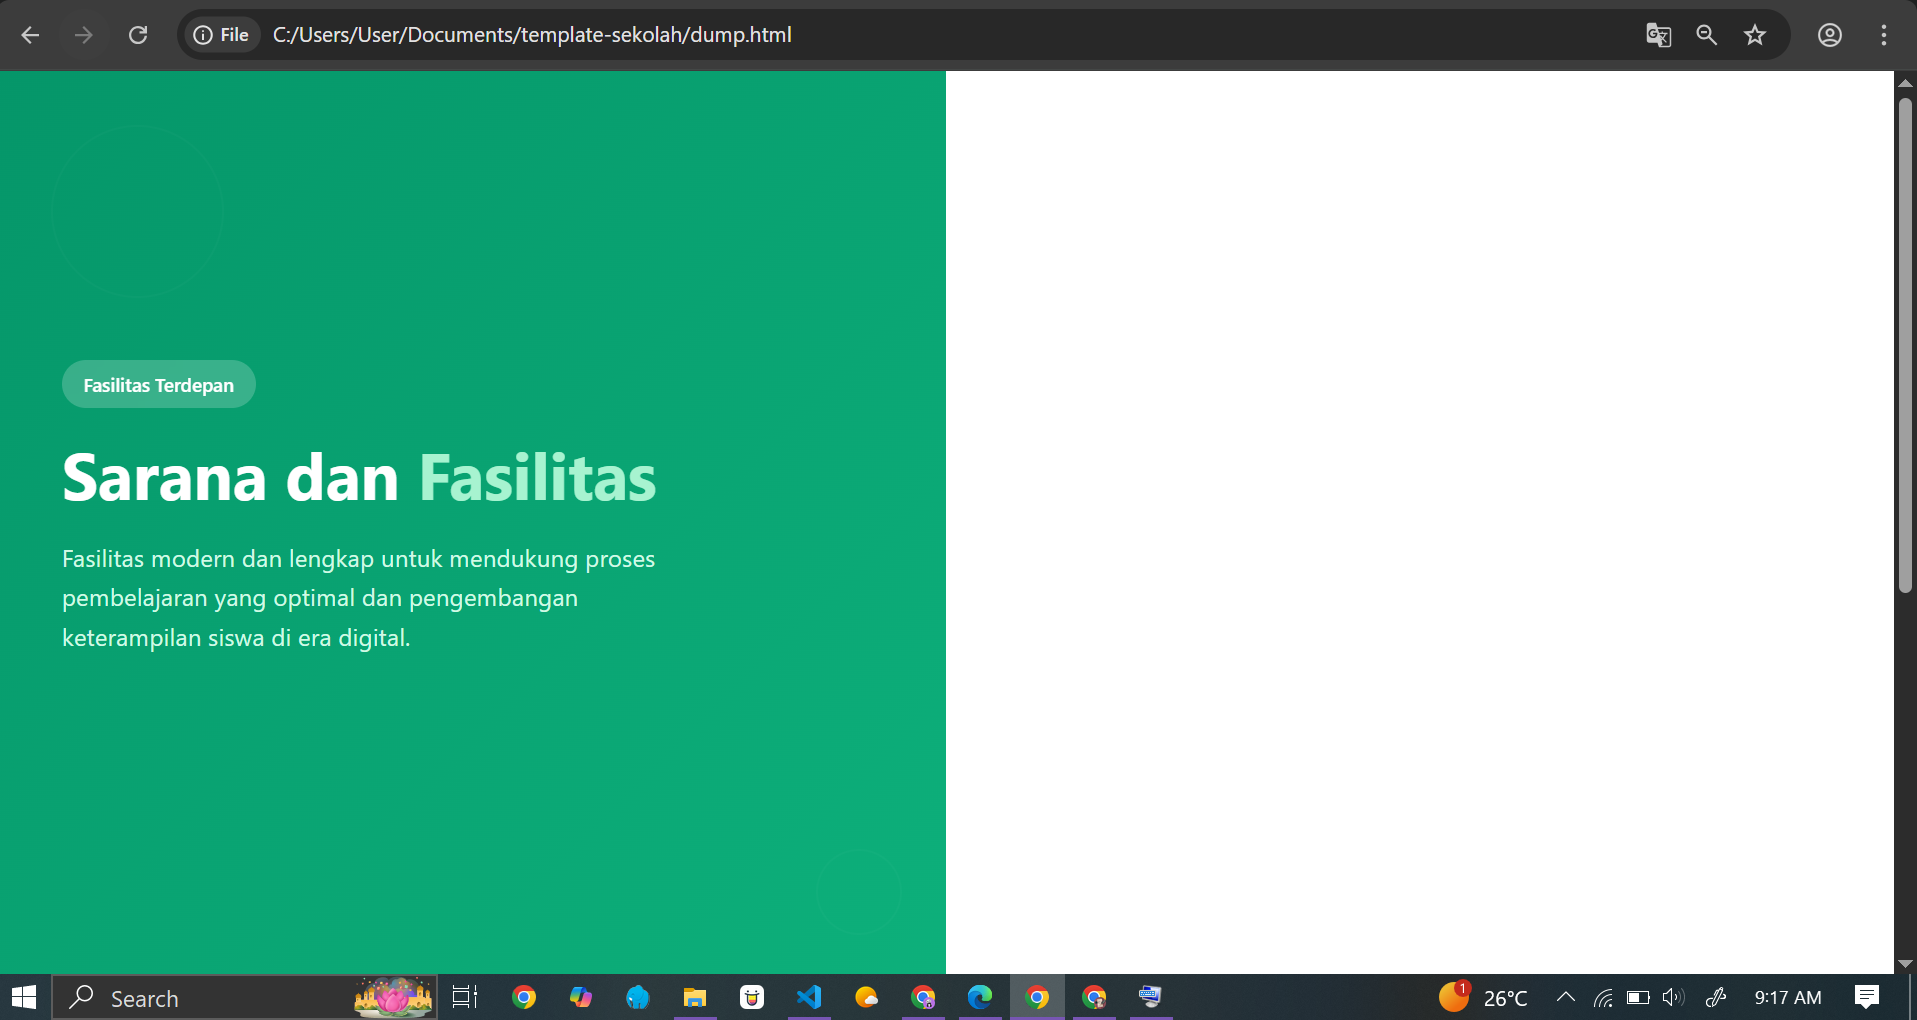 File
C:/Users/User/Documents/template-sekolah/dump.html
Fasilitas Terdepan
Sarana dan Fasilitas
Fasilitas modern dan lengkap untuk mendukung proses
pembelajaran yang optimal dan pengembangan
keterampilan siswa di era digital.
Search
1
26°C
9:17 AM